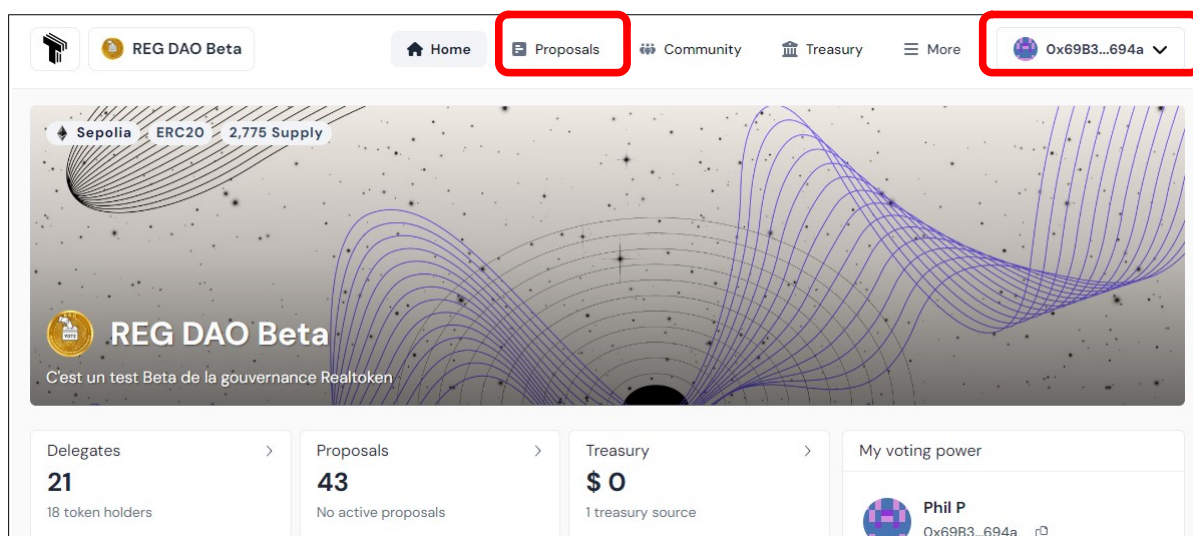 REG DAO Beta
Home
Proposals
Community
Treasury
More
0x69B3...694a
Sepolia
ERC20
2,775 Supply
VOTE
REG DAO Beta
C'est un test Beta de la gouvernance Realtoken
Delegates
21
18 token holders
Proposals
43
No active proposals
Treasury
$ 0
1 treasury source
My voting power
Phil P
0x69B3...694a